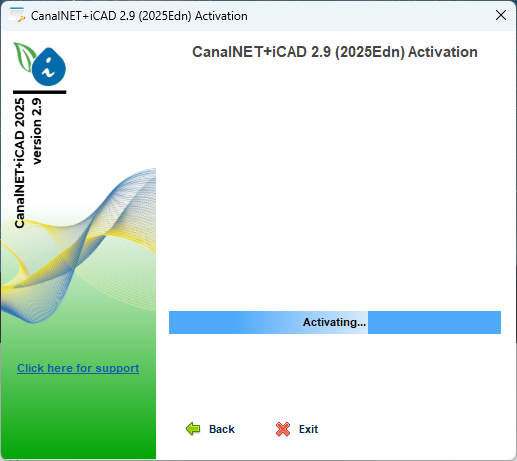 CanalNET+iCAD 2.9 (2025Edn) Activation
CanalNET+iCAD 2.9 (2025Edn) Activation
CanalNET+iCAD 2025
version 2.9
Activating...
Click here for support
Back
Exit